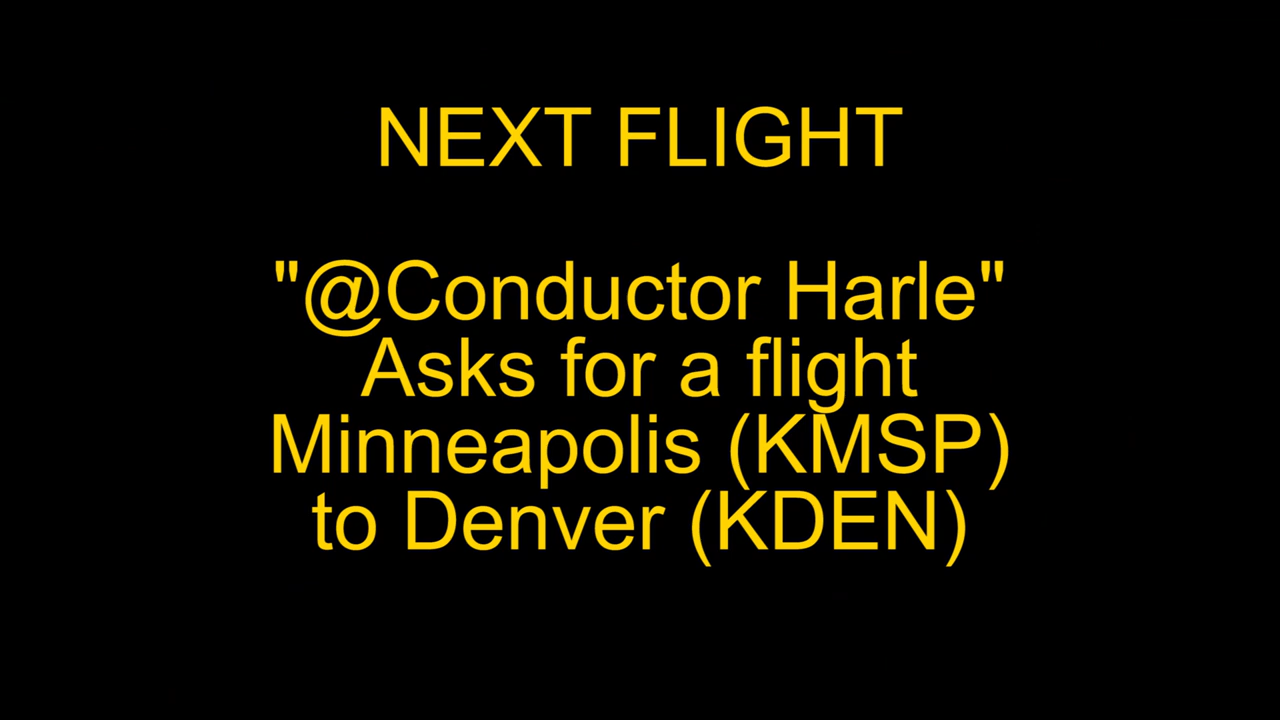 NEXT FLIGHT
"@Conductor Harle"
Asks for a flight
Minneapolis (KMSP)
to Denver (KDEN)